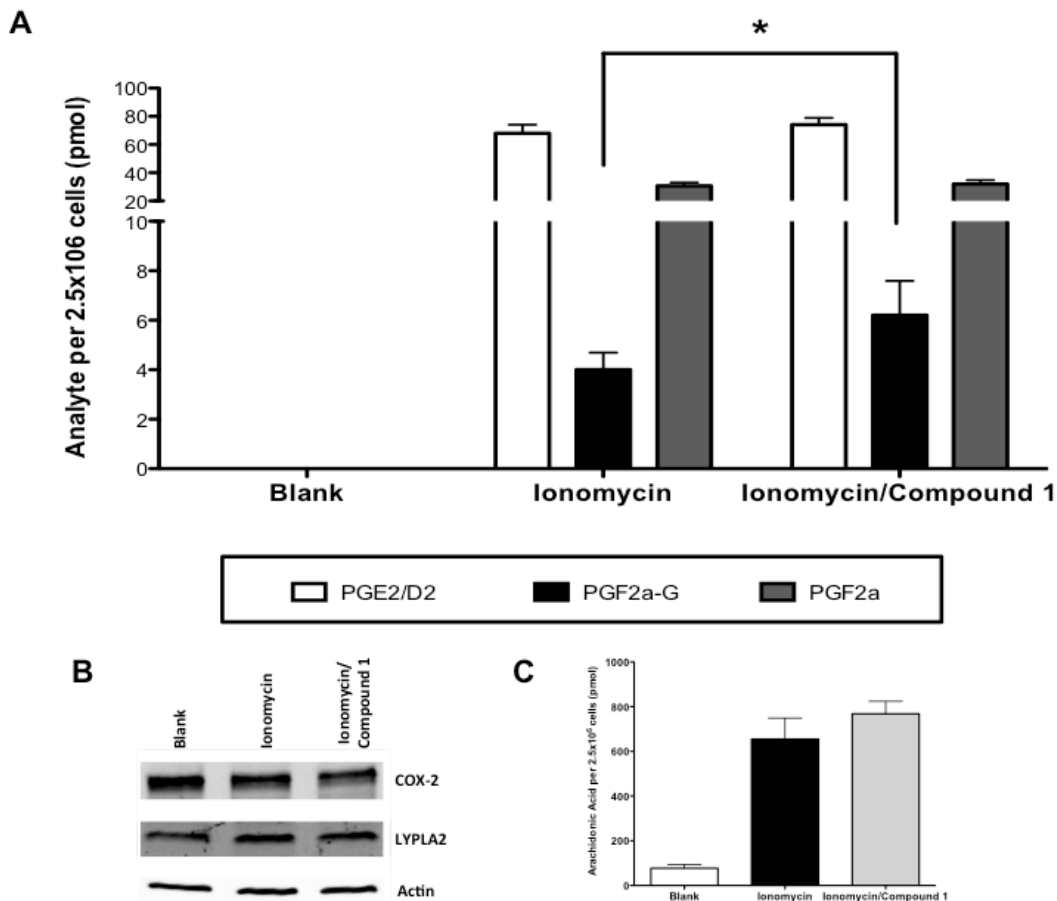 A
*
Analyte per 2.5x106 cells (pmol)
100
80
60
40
20
10
8
6
4
2
0
Blank
Ionomycin
Ionomycin/Compound 1
PGE2/D2
PGF2a-G
PGF2a
B
Blank
Ionomycin
Ionomycin/
Compound 1
COX-2
LYPLA2
Actin
C
Arachidonic Acid per 2.5x10⁶ cells (pmol)
1000
800
600
400
200
0
Blank
Ionomycin
Ionomycin/Compound 1